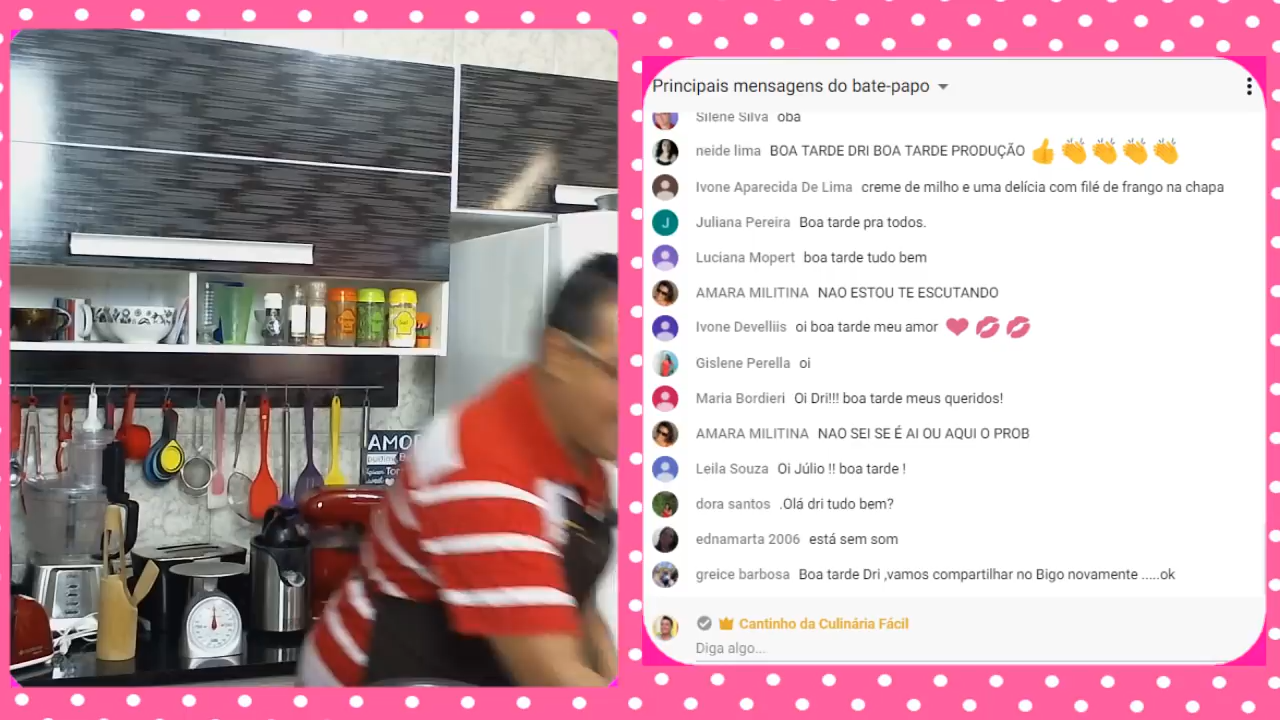 Principais mensagens do bate-papo
Silene Silva oba
neide lima BOA TARDE DRI BOA TARDE PRODUÇÃO 👍 👏 👏 👏 👏
Ivone Aparecida De Lima creme de milho e uma delícia com filé de frango na chapa
J Juliana Pereira Boa tarde pra todos.
Luciana Mopert boa tarde tudo bem
AMARA MILITINA NAO ESTOU TE ESCUTANDO
Ivone Develliis oi boa tarde meu amor ❤ 💋 💋
Gislene Perella oi
Maria Bordieri Oi Dri!!! boa tarde meus queridos!
AMARA MILITINA NAO SEI SE É AI OU AQUI O PROB
Leila Souza Oi Júlio !! boa tarde !
dora santos .Olá dri tudo bem?
ednamarta 2006 está sem som
greice barbosa Boa tarde Dri ,vamos compartilhar no Bigo novamente .....ok
Cantinho da Culinária Fácil
Diga algo...
AMOR